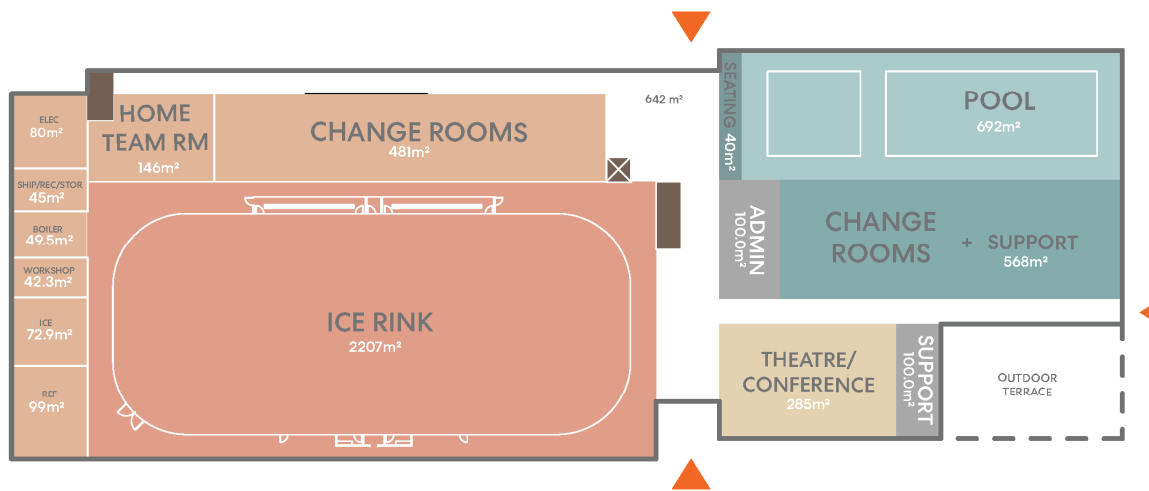 ELEC
80m²
SHIP/REC/STOR
45m²
BOILER
49.5m²
WORKSHOP
42.3m²
ICE
72.9m²
REF
99m²
HOME
TEAM RM
146m²
CHANGE ROOMS
481m²
ICE RINK
2207m²
642 m²
SEATING 40m²
POOL
692m²
ADMIN
100.0m²
CHANGE
ROOMS
+ SUPPORT
568m²
THEATRE/
CONFERENCE
285m²
SUPPORT
100.0m²
OUTDOOR
TERRACE